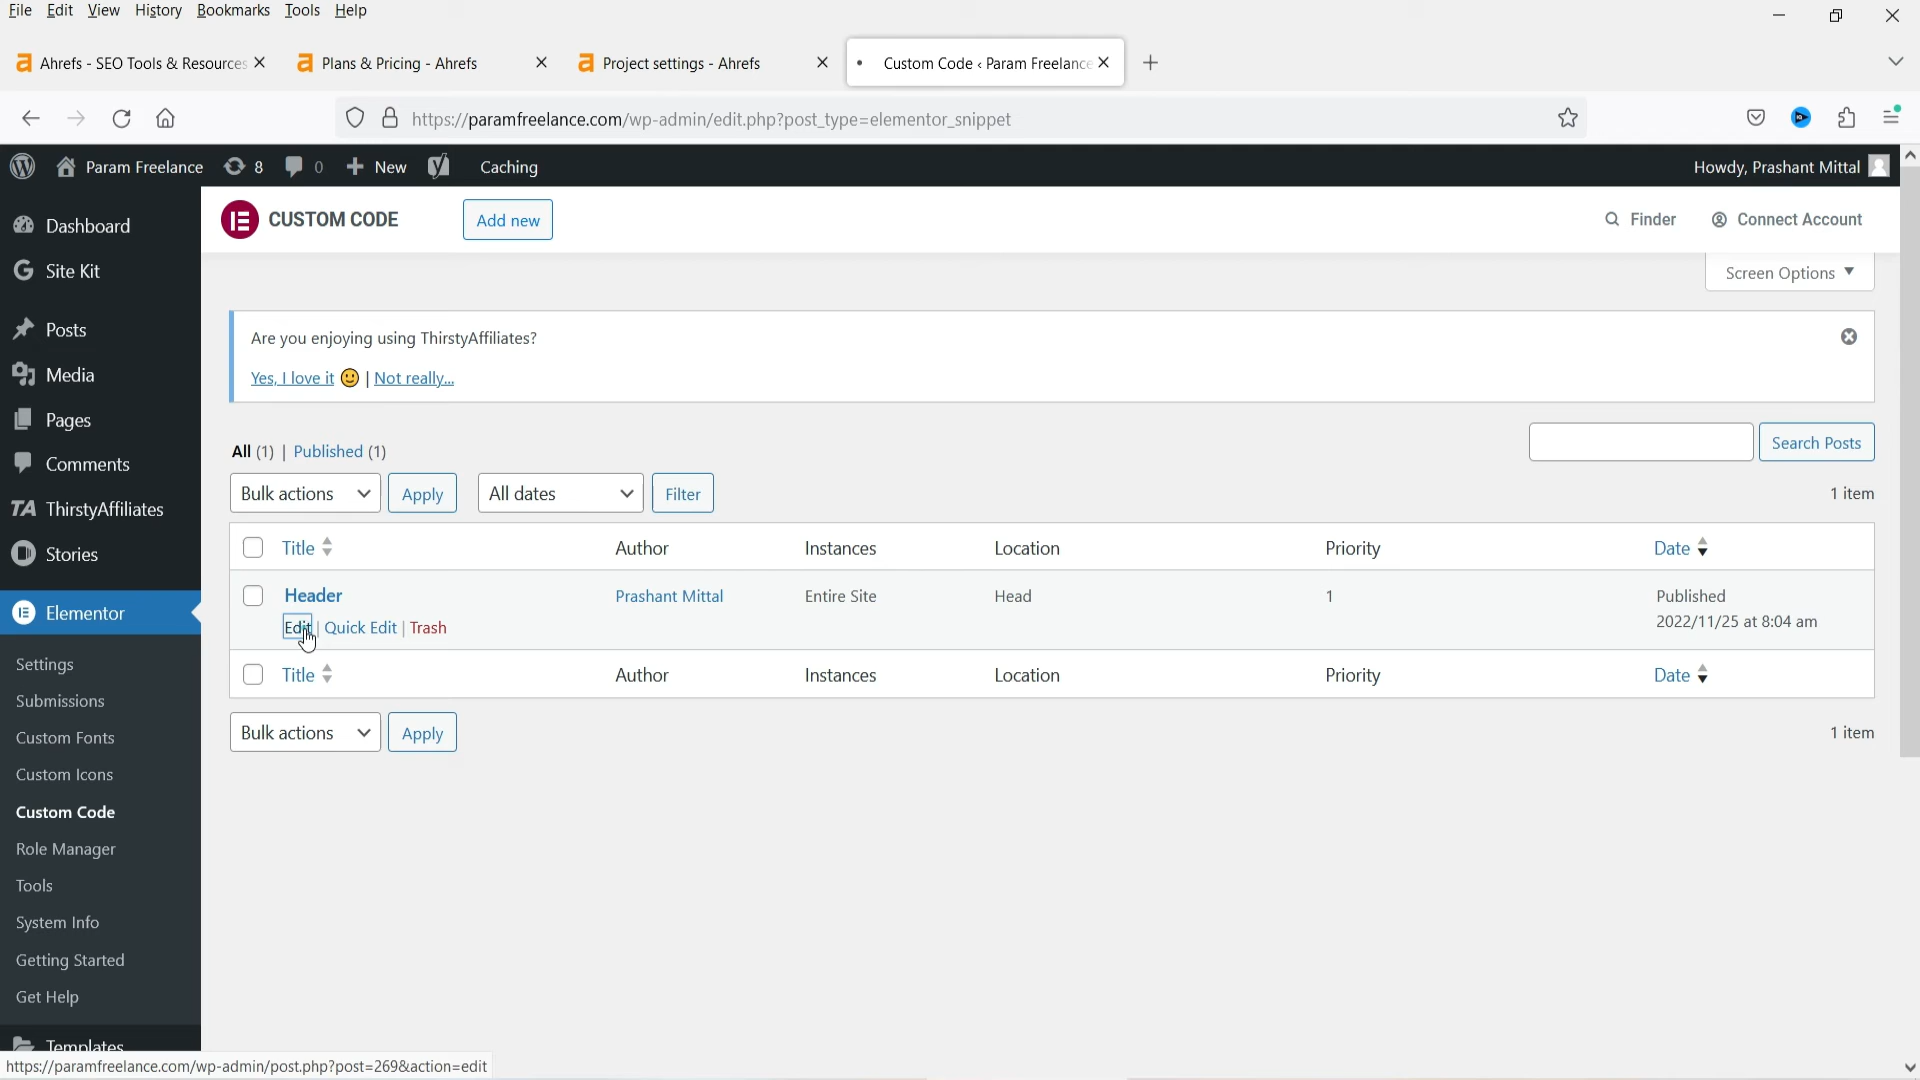 File Edit View History Bookmarks Tools Help
Ahrefs - SEO Tools & Resources Plans & Pricing - Ahrefs Project settings - Ahrefs Custom Code ‹ Param Freelance
https://paramfreelance.com/wp-admin/edit.php?post_type=elementor_snippet
Param Freelance 8 0 New Caching Howdy, Prashant Mittal
Dashboard
Site Kit
Posts
Media
Pages
Comments
TA ThirstyAffiliates
Stories
Elementor
Settings
Submissions
Custom Fonts
Custom Icons
Custom Code
Role Manager
Tools
System Info
Getting Started
Get Help
Templates
CUSTOM CODE Add new Finder Connect Account
Screen Options
Are you enjoying using ThirstyAffiliates?
Yes, I love it 🙂 | Not really...
All (1) | Published (1) Search Posts
Bulk actions Apply All dates Filter 1 item
Title Author Instances Location Priority Date
Header Prashant Mittal Entire Site Head 1 Published
Edit | Quick Edit | Trash 2022/11/25 at 8:04 am
Title Author Instances Location Priority Date
Bulk actions Apply 1 item
https://paramfreelance.com/wp-admin/post.php?post=269&action=edit